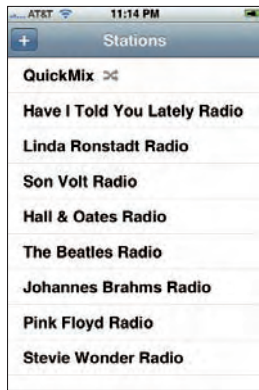 AT&T 11:14 PM
+ Stations
QuickMix
Have I Told You Lately Radio
Linda Ronstadt Radio
Son Volt Radio
Hall & Oates Radio
The Beatles Radio
Johannes Brahms Radio
Pink Floyd Radio
Stevie Wonder Radio